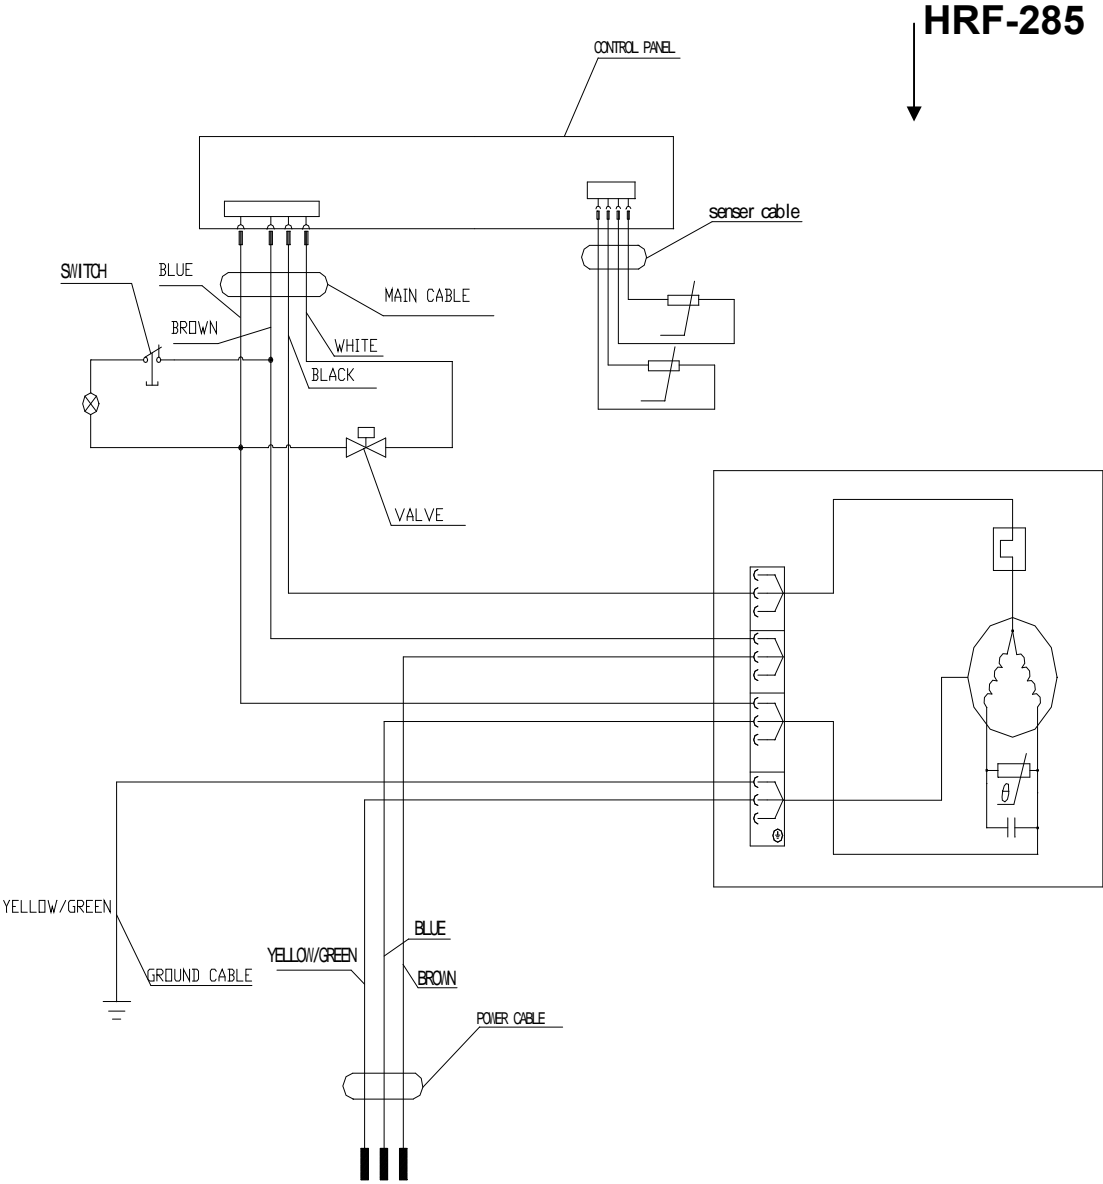 HRF-285
CONTROL PANEL
senser cable
SWITCH
BLUE
MAIN CABLE
BROWN
WHITE
BLACK
VALVE
θ
YELLOW/GREEN
BLUE
YELLOW/GREEN
GROUND CABLE
BROWN
POWER CABLE